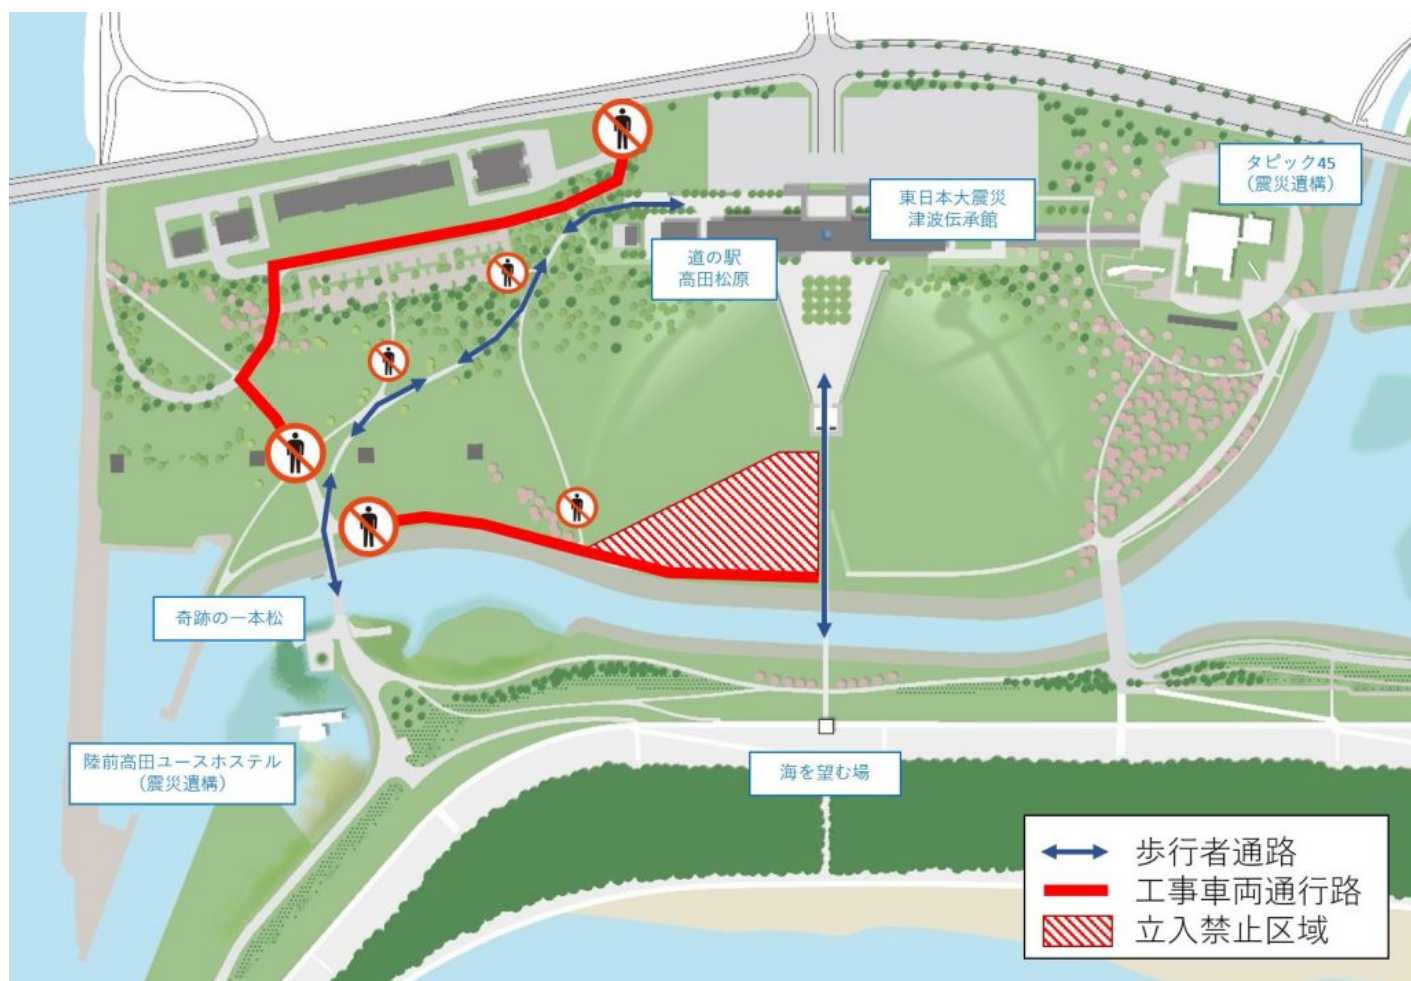 タピック45
(震災遺構)
東日本大震災
津波伝承館
道の駅
高田松原
奇跡の一本松
陸前高田ユースホステル
(震災遺構)
海を望む場
歩行者通路
工事車両通行路
立入禁止区域